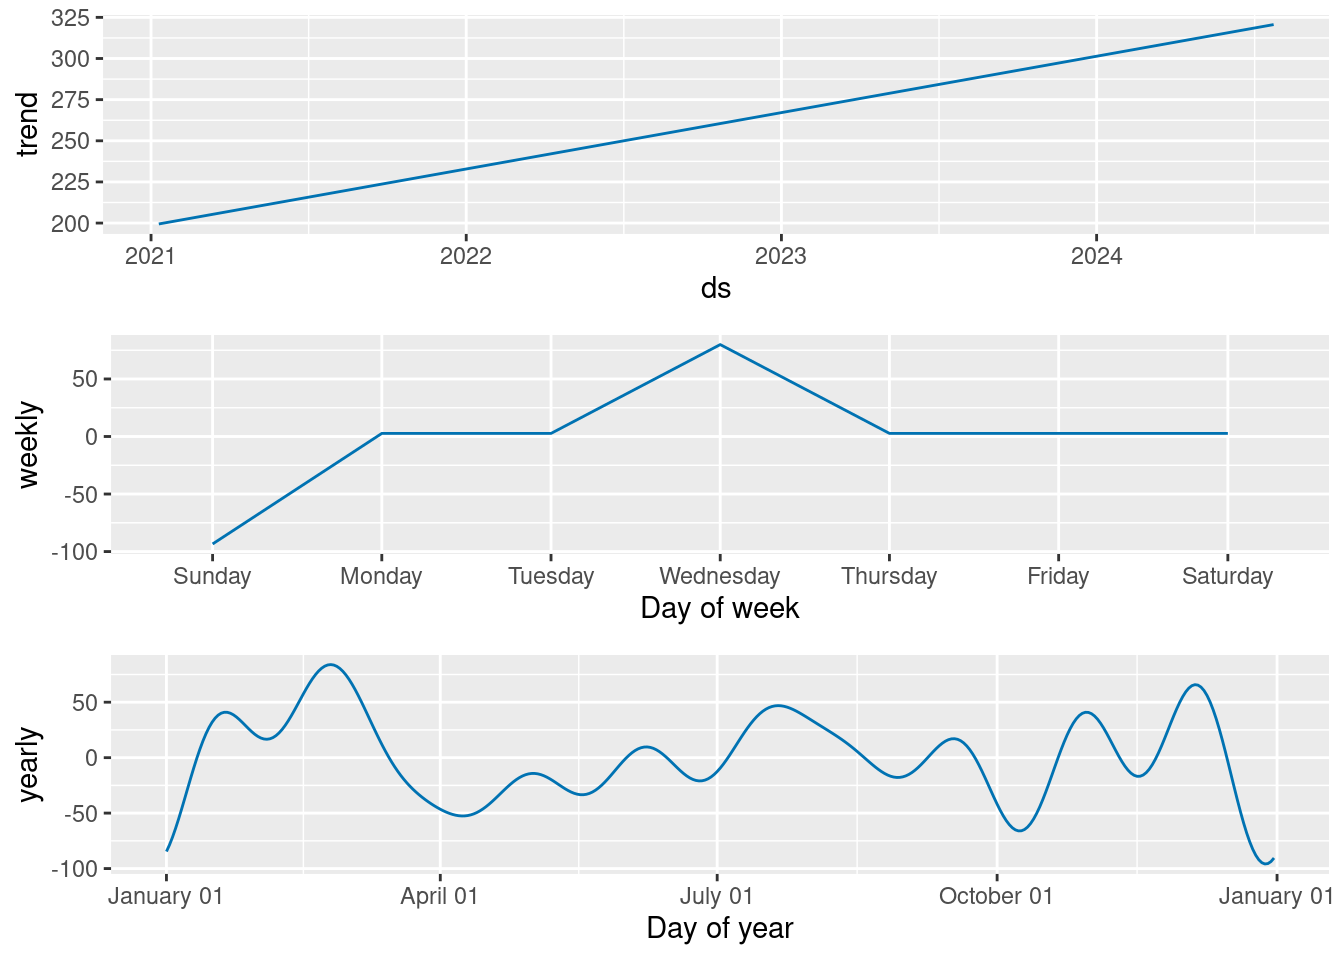 trend
325
300
275
250
225
200
2021 2022 2023 2024
ds
weekly
50
0
-50
-100
Sunday Monday Tuesday Wednesday Thursday Friday Saturday
Day of week
yearly
50
0
-50
-100
January 01 April 01 July 01 October 01 January 01
Day of year